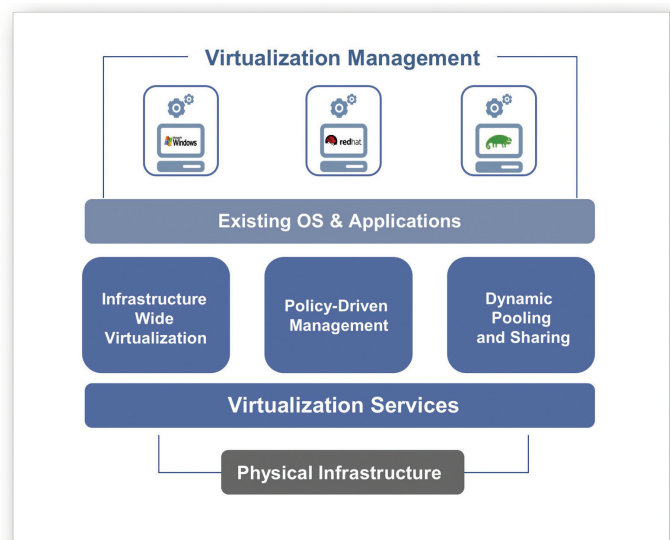 Virtualization Management
Windows
redhat
Existing OS & Applications
Infrastructure
Wide
Virtualization
Policy-Driven
Management
Dynamic
Pooling
and Sharing
Virtualization Services
Physical Infrastructure